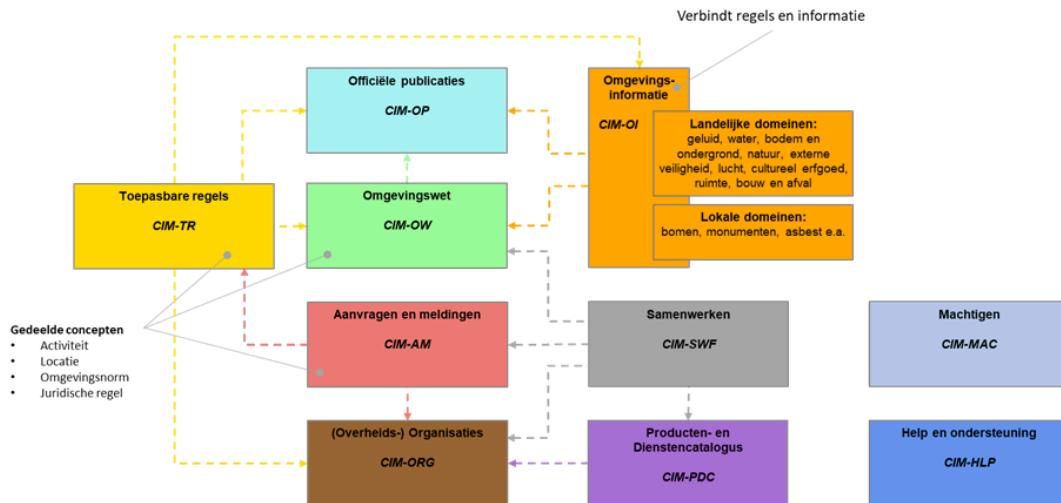 Verbindt regels en informatie
Officiële publicaties
CIM-OP
Omgevings-
informatie
CIM-OI
Landelijke domeinen:
geluid, water, bodem en
ondergrond, natuur, externe
veiligheid, lucht, cultureel erfgoed,
ruimte, bouw en afval
Lokale domeinen:
bomen, monumenten, asbest e.a.
Toepasbare regels
CIM-TR
Omgevingswet
CIM-OW
Gedeelde concepten
• Activiteit
• Locatie
• Omgevingsnorm
• Juridische regel
Aanvragen en meldingen
CIM-AM
Samenwerken
CIM-SWF
Machtigen
CIM-MAC
(Overheids-) Organisaties
CIM-ORG
Producten- en
Dienstencatalogus
CIM-PDC
Help en ondersteuning
CIM-HLP